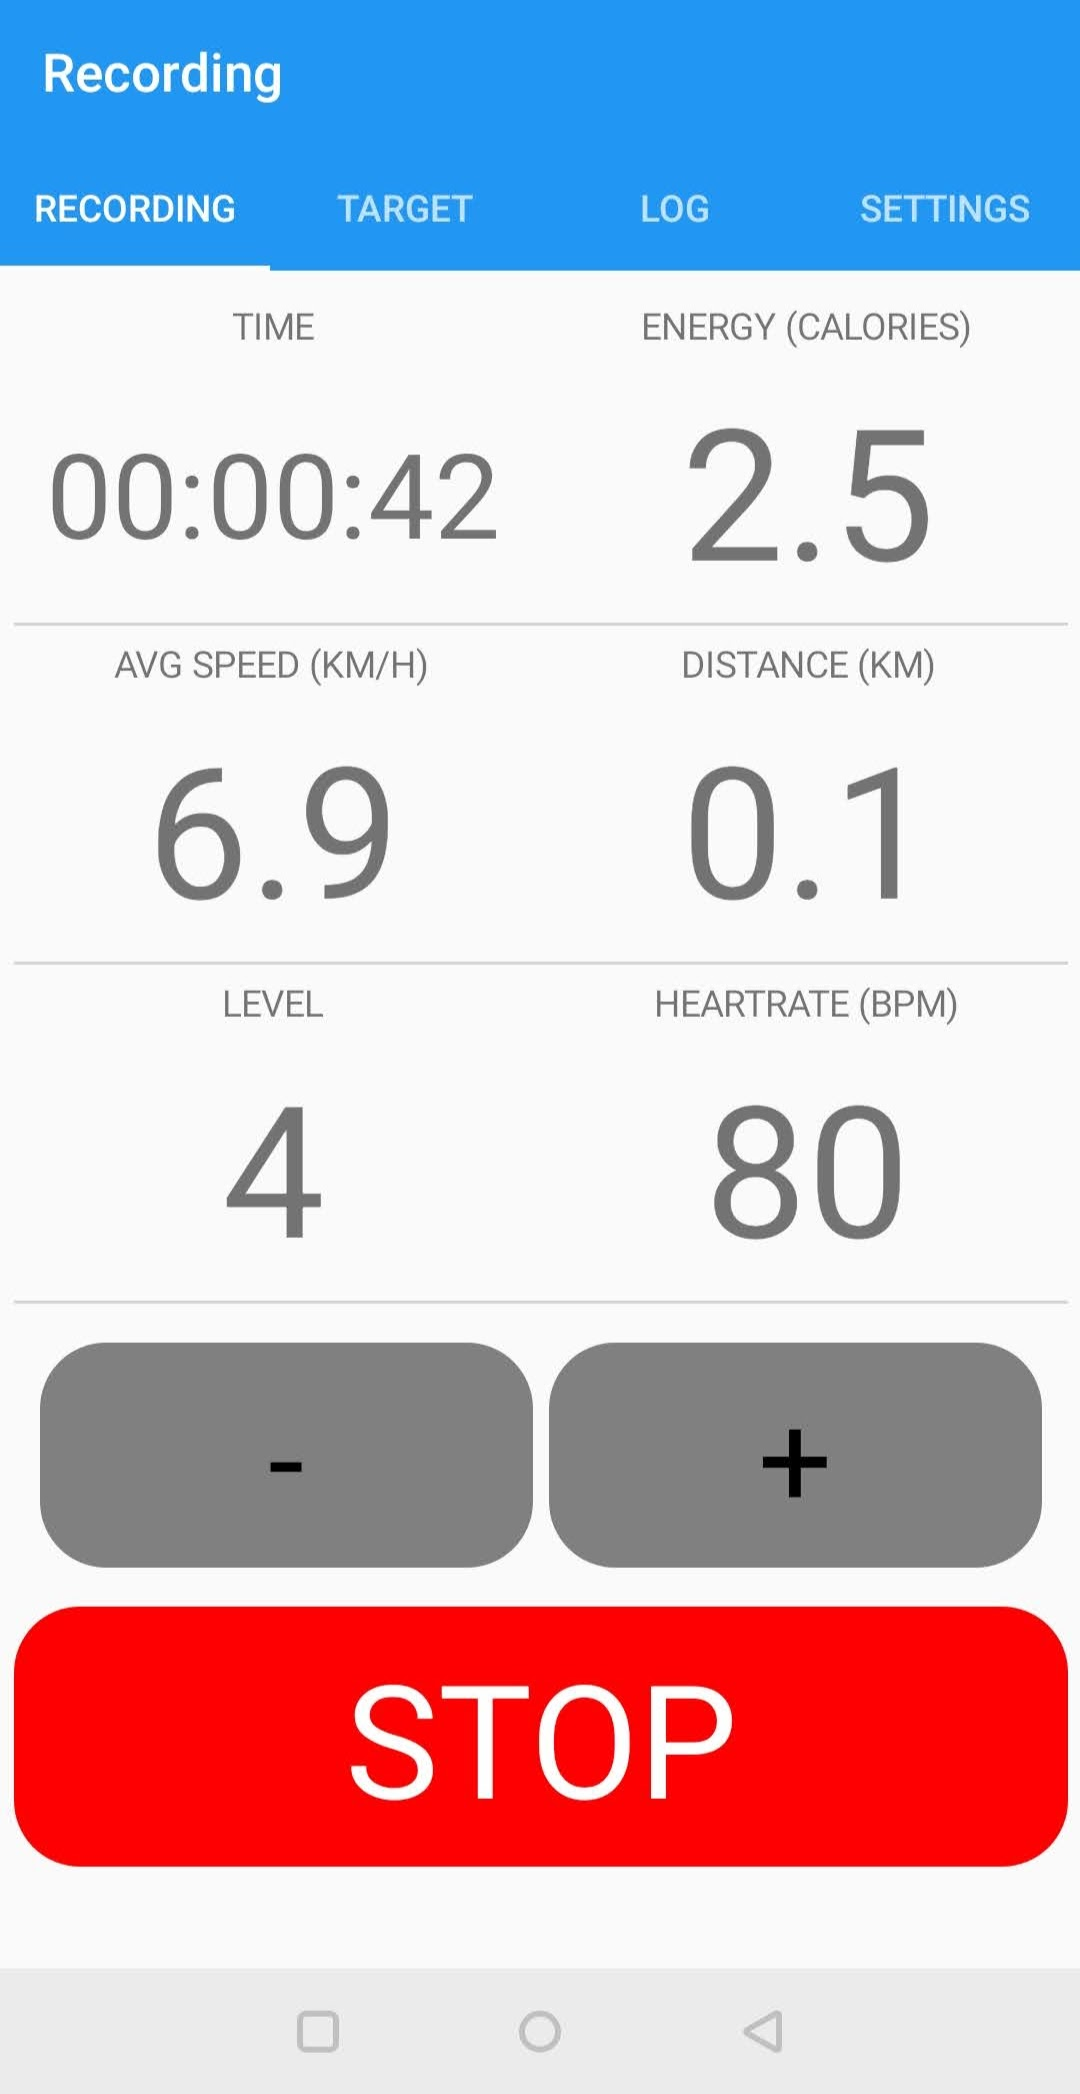 Recording
RECORDING TARGET LOG SETTINGS
TIME ENERGY (CALORIES)
00:00:42 2.5
AVG SPEED (KM/H) DISTANCE (KM)
6.9 0.1
LEVEL HEARTRATE (BPM)
4 80
- +
STOP